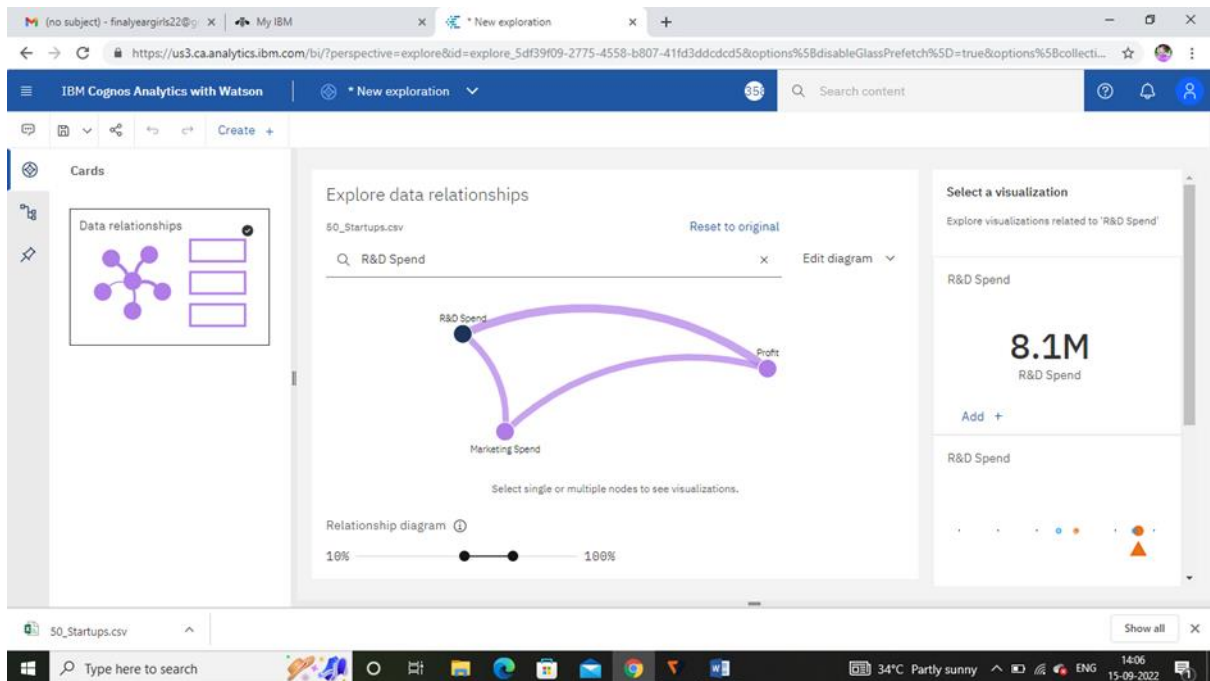 (no subject) - finalyeargirls22@g
My IBM
* New exploration
https://us3.ca.analytics.ibm.com/bi/?perspective=explore&id=explore_5df39f09-2775-4558-b807-41fd3ddcdcd5&options%5BdisableGlassPrefetch%5D=true&options%5Bcollecti...
IBM Cognos Analytics with Watson
* New exploration
358
Search content
Create +
Cards
Data relationships
Explore data relationships
50_Startups.csv
Reset to original
R&D Spend
Edit diagram
R&D Spend
Profit
Marketing Spend
Select single or multiple nodes to see visualizations.
Relationship diagram
10%
100%
Select a visualization
Explore visualizations related to 'R&D Spend'
R&D Spend
8.1M
R&D Spend
Add +
R&D Spend
50_Startups.csv
Show all
Type here to search
34°C Partly sunny
ENG
14:06
15-09-2022